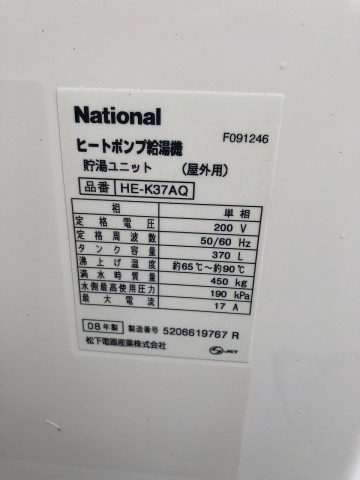 National
F091246
ヒートポンプ給湯機
貯湯ユニット (屋外用)
品番 HE-K37AQ
相 単相
定格電圧 200 V
定格周波数 50/60 Hz
タンク容量 370 L
沸上げ温度 約65℃～約90℃
満水時質量 450 kg
水側最高使用圧力 190 kPa
最大電流 17 A
08年製 製造番号 5206619767 R
松下電器産業株式会社
S JET